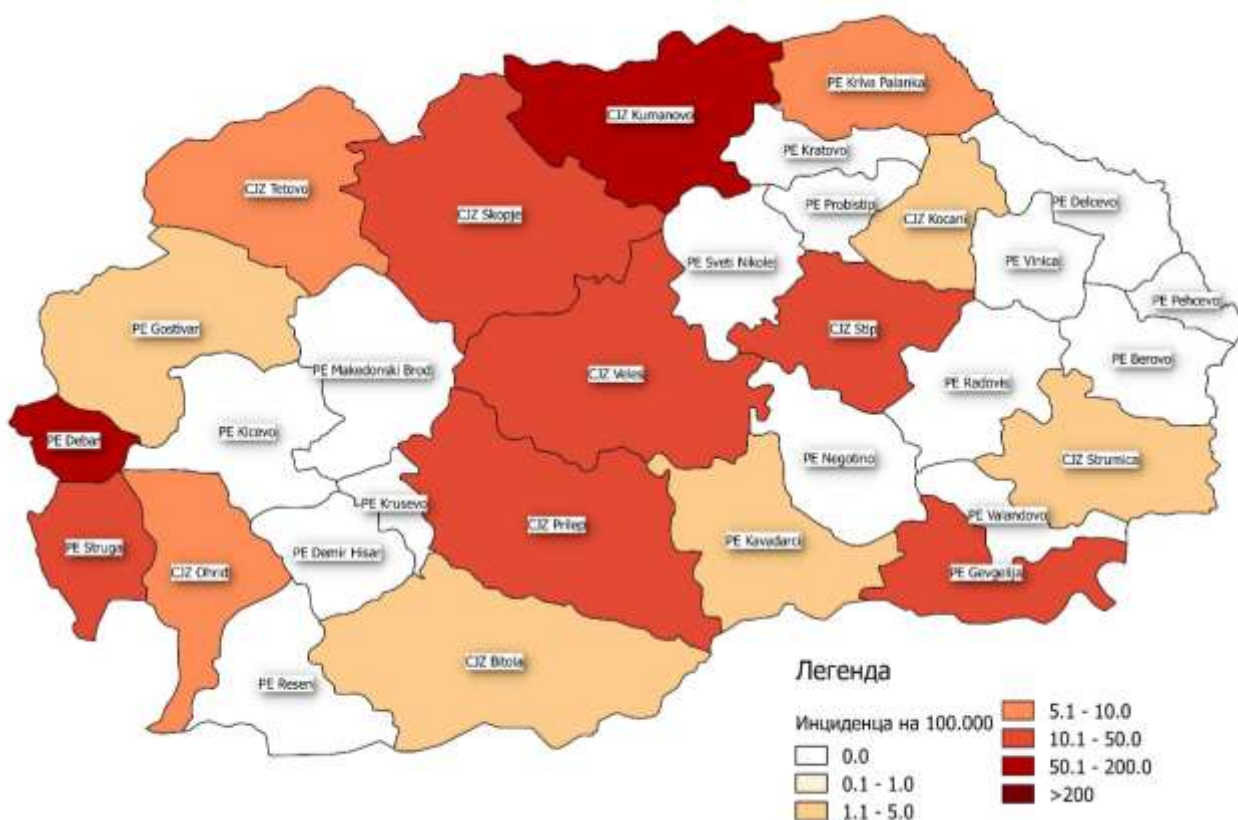 PE Kriva Palanka
CJZ Kumanovo
PE Kratovo
CJZ Tetovo
PE Probistip
PE Delcevo
CJZ Skopje
CJZ Kocani
PE Sveti Nikole
PE Vinica
PE Pehcevo
PE Gostivar
CJZ Stip
PE Makedonski Brod
CJZ Veles
PE Berovo
PE Radovis
PE Debar
PE Kicevo
PE Negotino
CJZ Strumica
PE Krusevo
PE Valandovo
CJZ Prilep
PE Kavadarci
PE Struga
PE Demir Hisar
CJZ Ohrid
PE Gevgelija
CJZ Bitola
PE Resen
Легенда
Инциденца на 100.000
0.0
0.1 - 1.0
1.1 - 5.0
5.1 - 10.0
10.1 - 50.0
50.1 - 200.0
>200